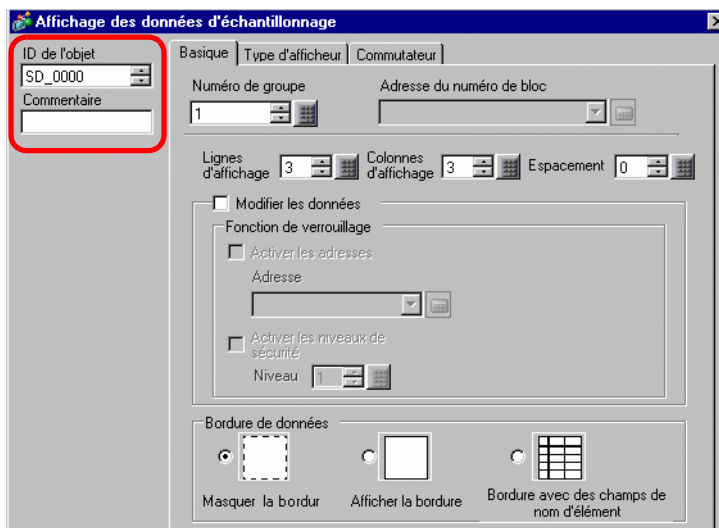 Affichage des données d'échantillonnage
ID de l'objet
SD_0000
Commentaire
Basique
Type d'afficheur
Commutateur
Numéro de groupe
1
Adresse du numéro de bloc
Lignes d'affichage
3
Colonnes d'affichage
3
Espacement
0
Modifier les données
Fonction de verrouillage
Activer les adresses
Adresse
Activer les niveaux de
sécurité
Niveau
1
Bordure de données
Masquer la bordur
Afficher la bordure
Bordure avec des champs de
nom d'élément